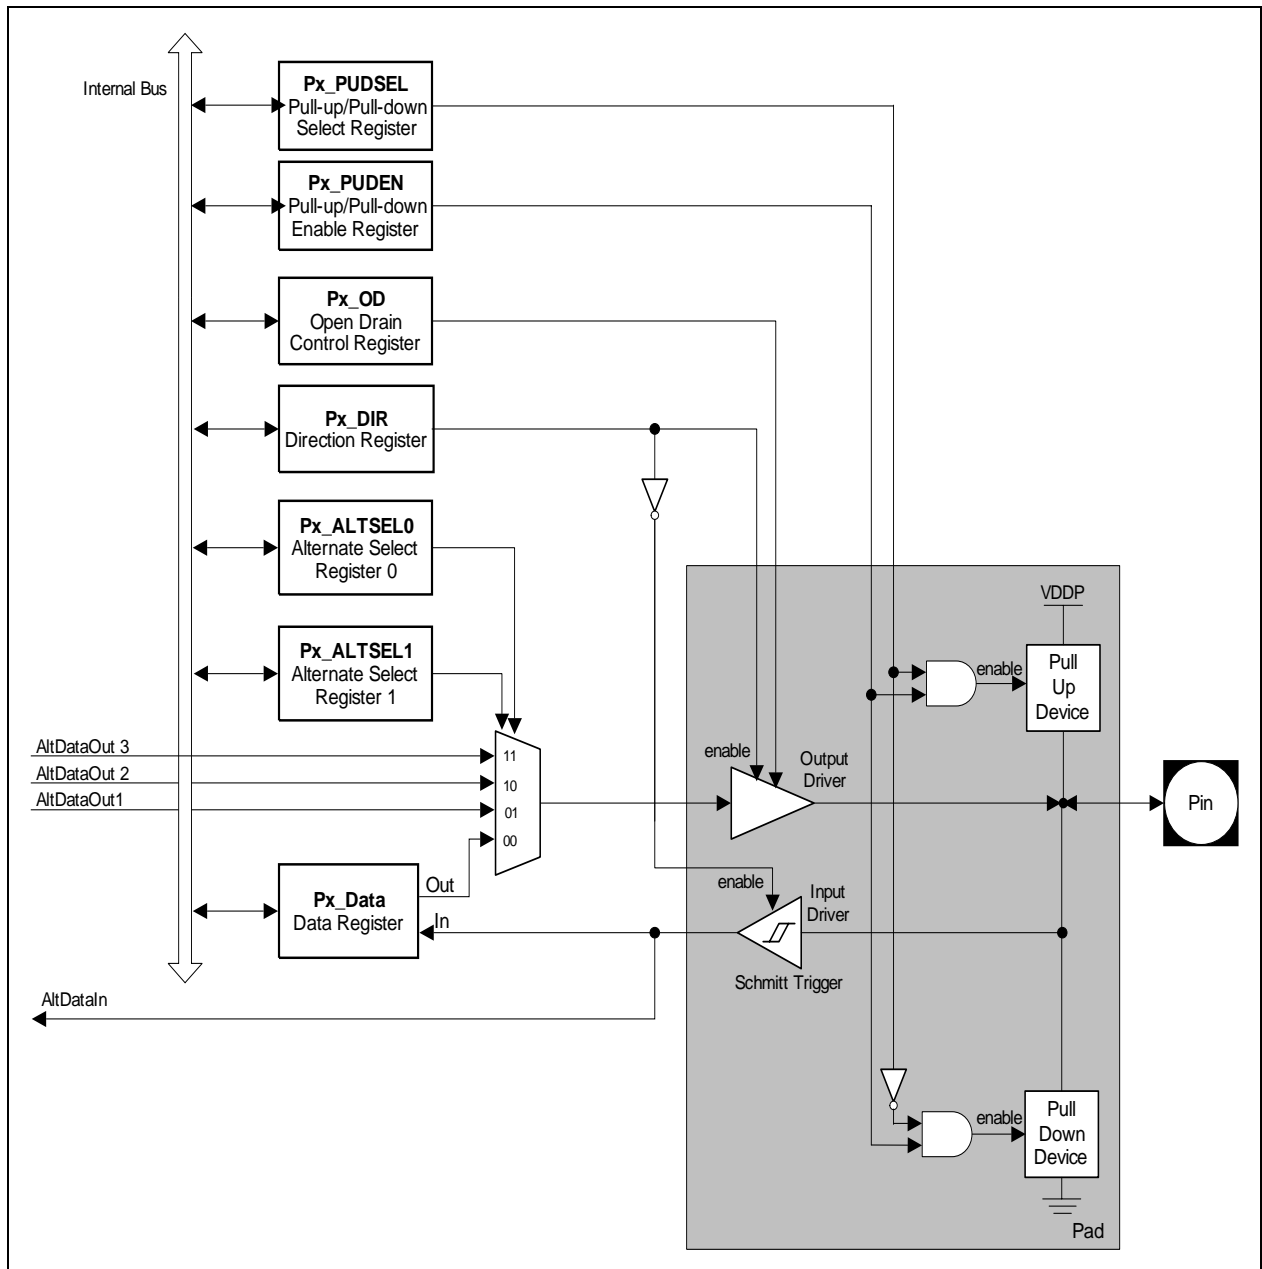 Internal Bus
Px_PUDSEL
Pull-up/Pull-down
Select Register
Px_PUDEN
Pull-up/Pull-down
Enable Register
Px_OD
Open Drain
Control Register
Px_DIR
Direction Register
Px_ALTSEL0
Alternate Select
Register 0
Px_ALTSEL1
Alternate Select
Register 1
AltDataOut 3
AltDataOut 2
AltDataOut1
11
10
01
00
Px_Data
Data Register
Out
In
AltDataIn
enable
Output
Driver
enable
Input
Driver
Schmitt Trigger
VDDP
enable
Pull
Up
Device
Pin
enable
Pull
Down
Device
Pad